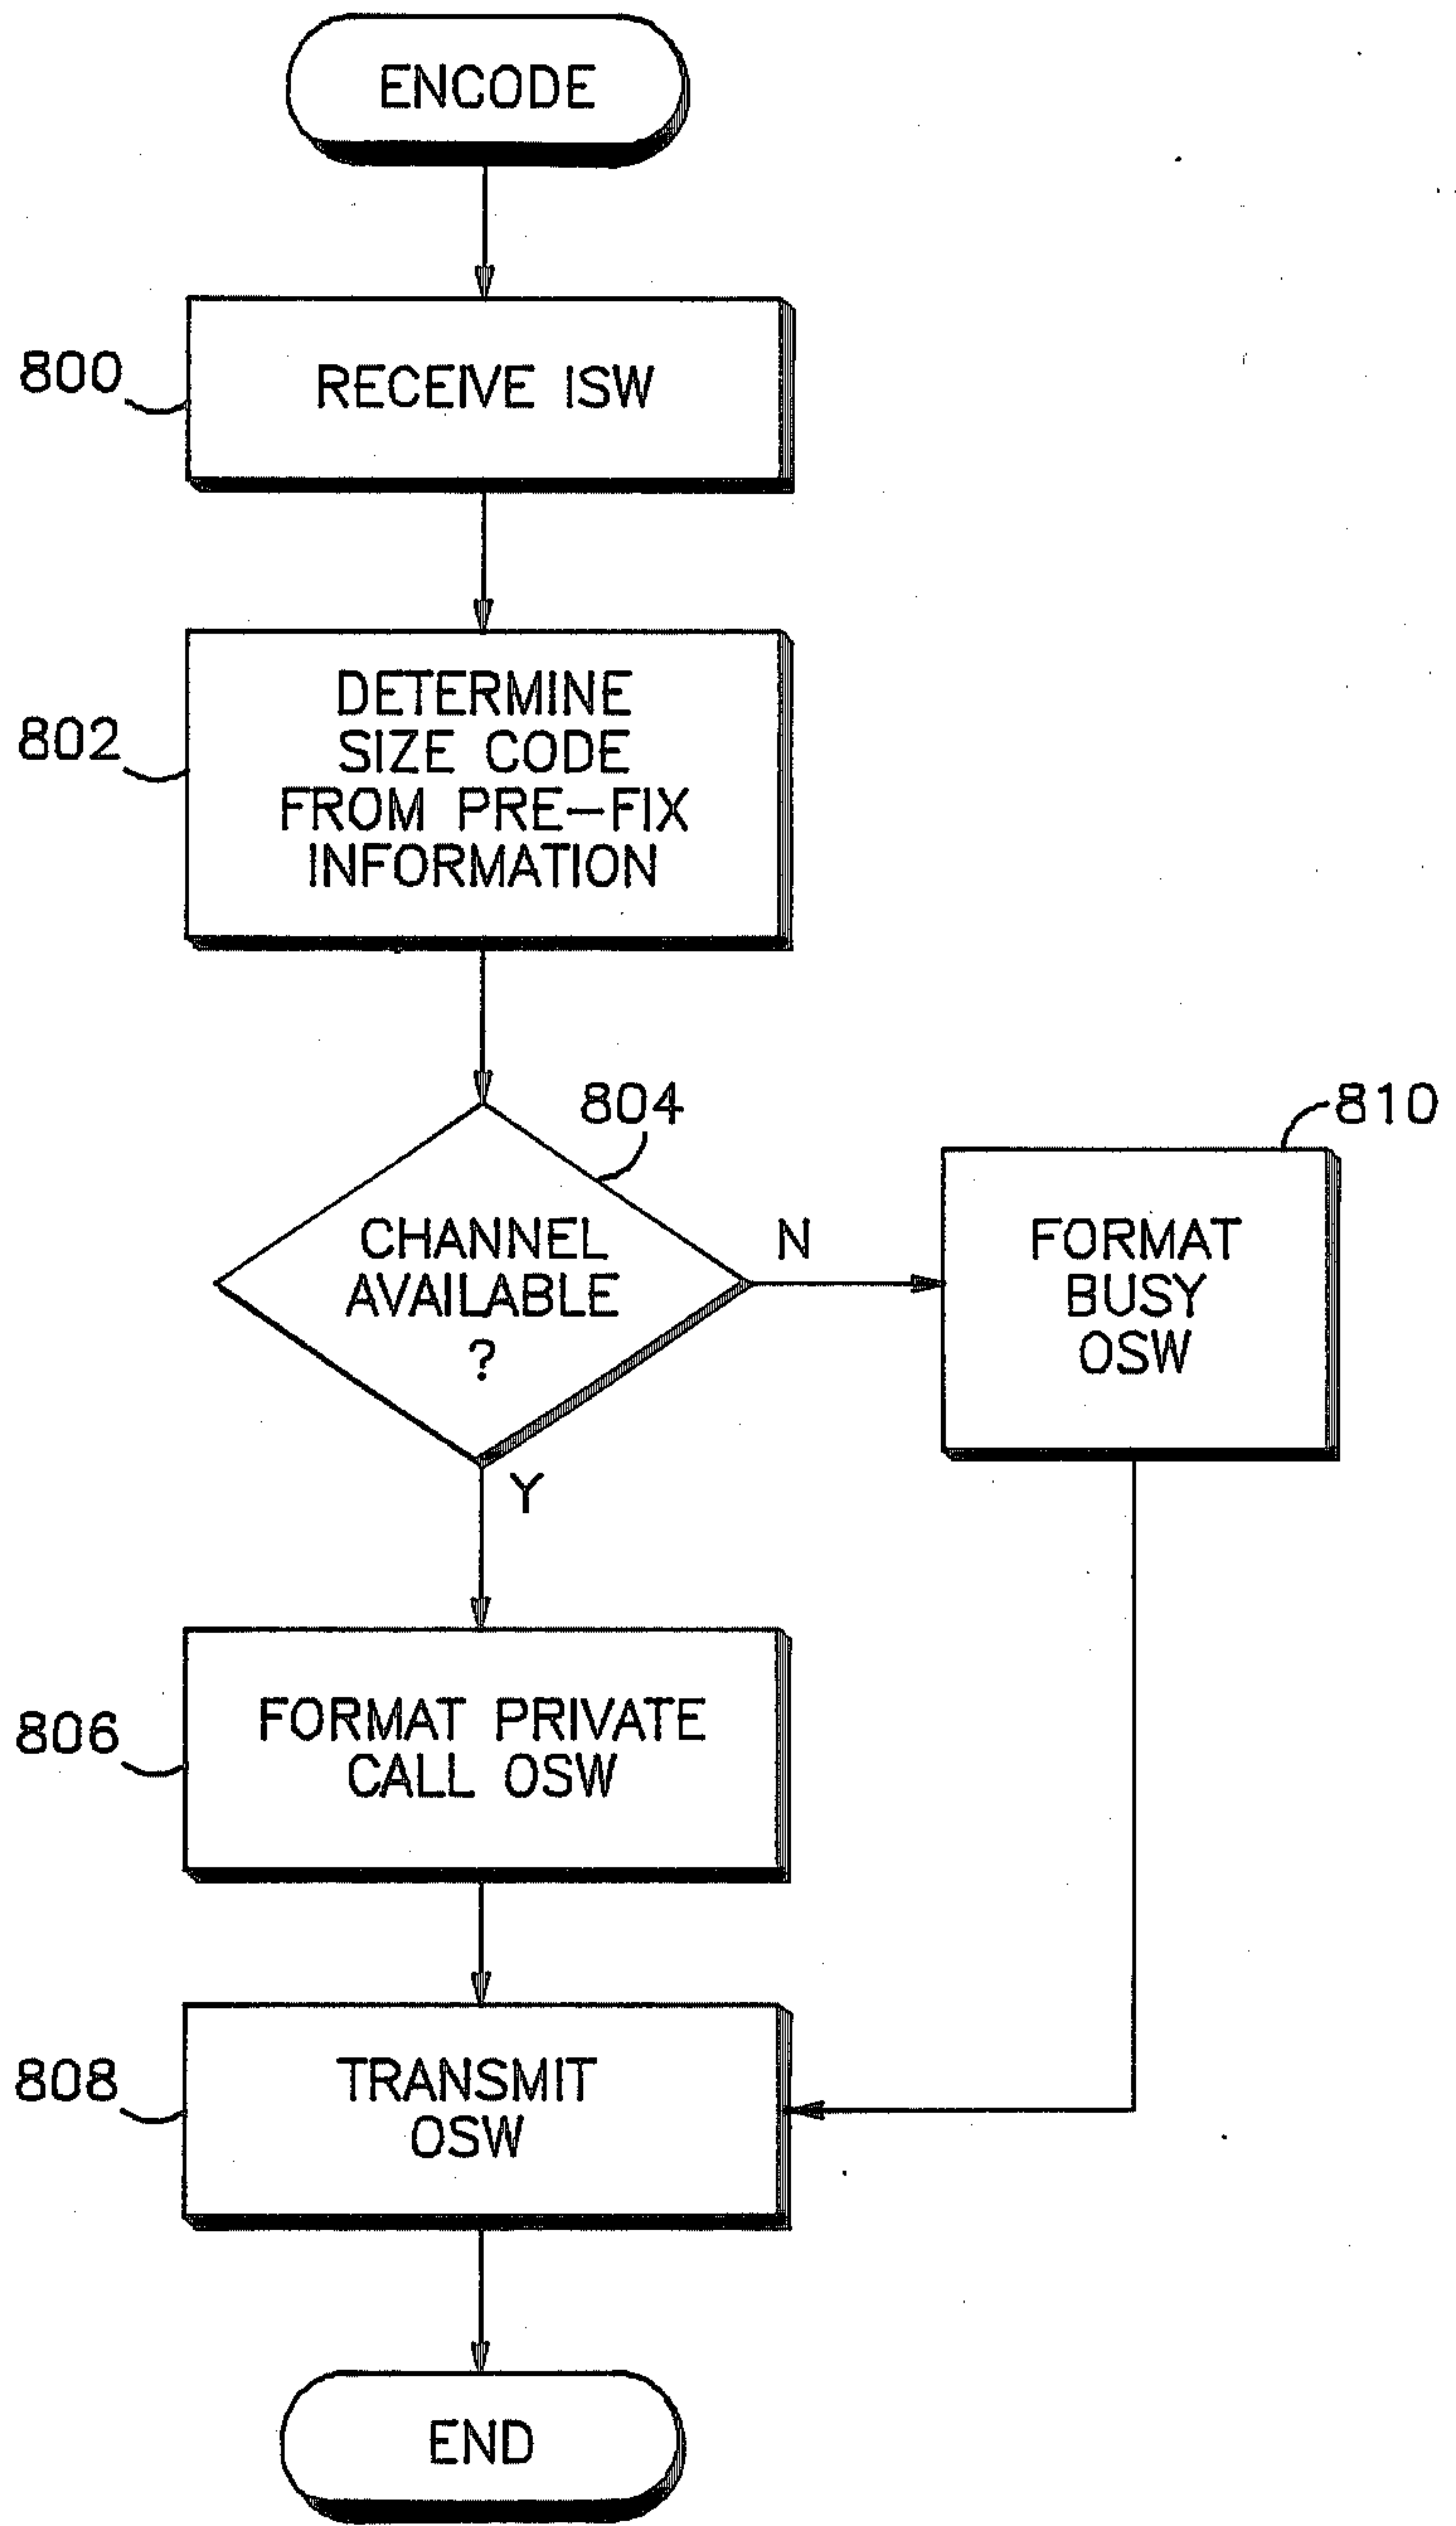 ENCODE
800
RECEIVE ISW
802
DETERMINE
SIZE CODE
FROM PRE-FIX
INFORMATION
804
CHANNEL
AVAILABLE
?
N
Y
810
FORMAT
BUSY
OSW
806
FORMAT PRIVATE
CALL OSW
808
TRANSMIT
OSW
END